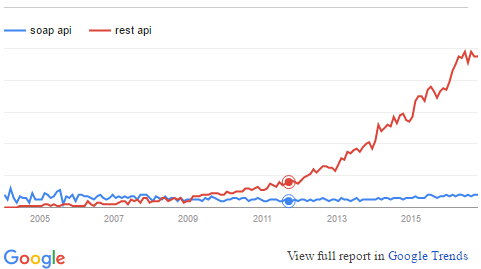 soap api rest api
2005 2007 2009 2011 2013 2015
Google View full report in Google Trends